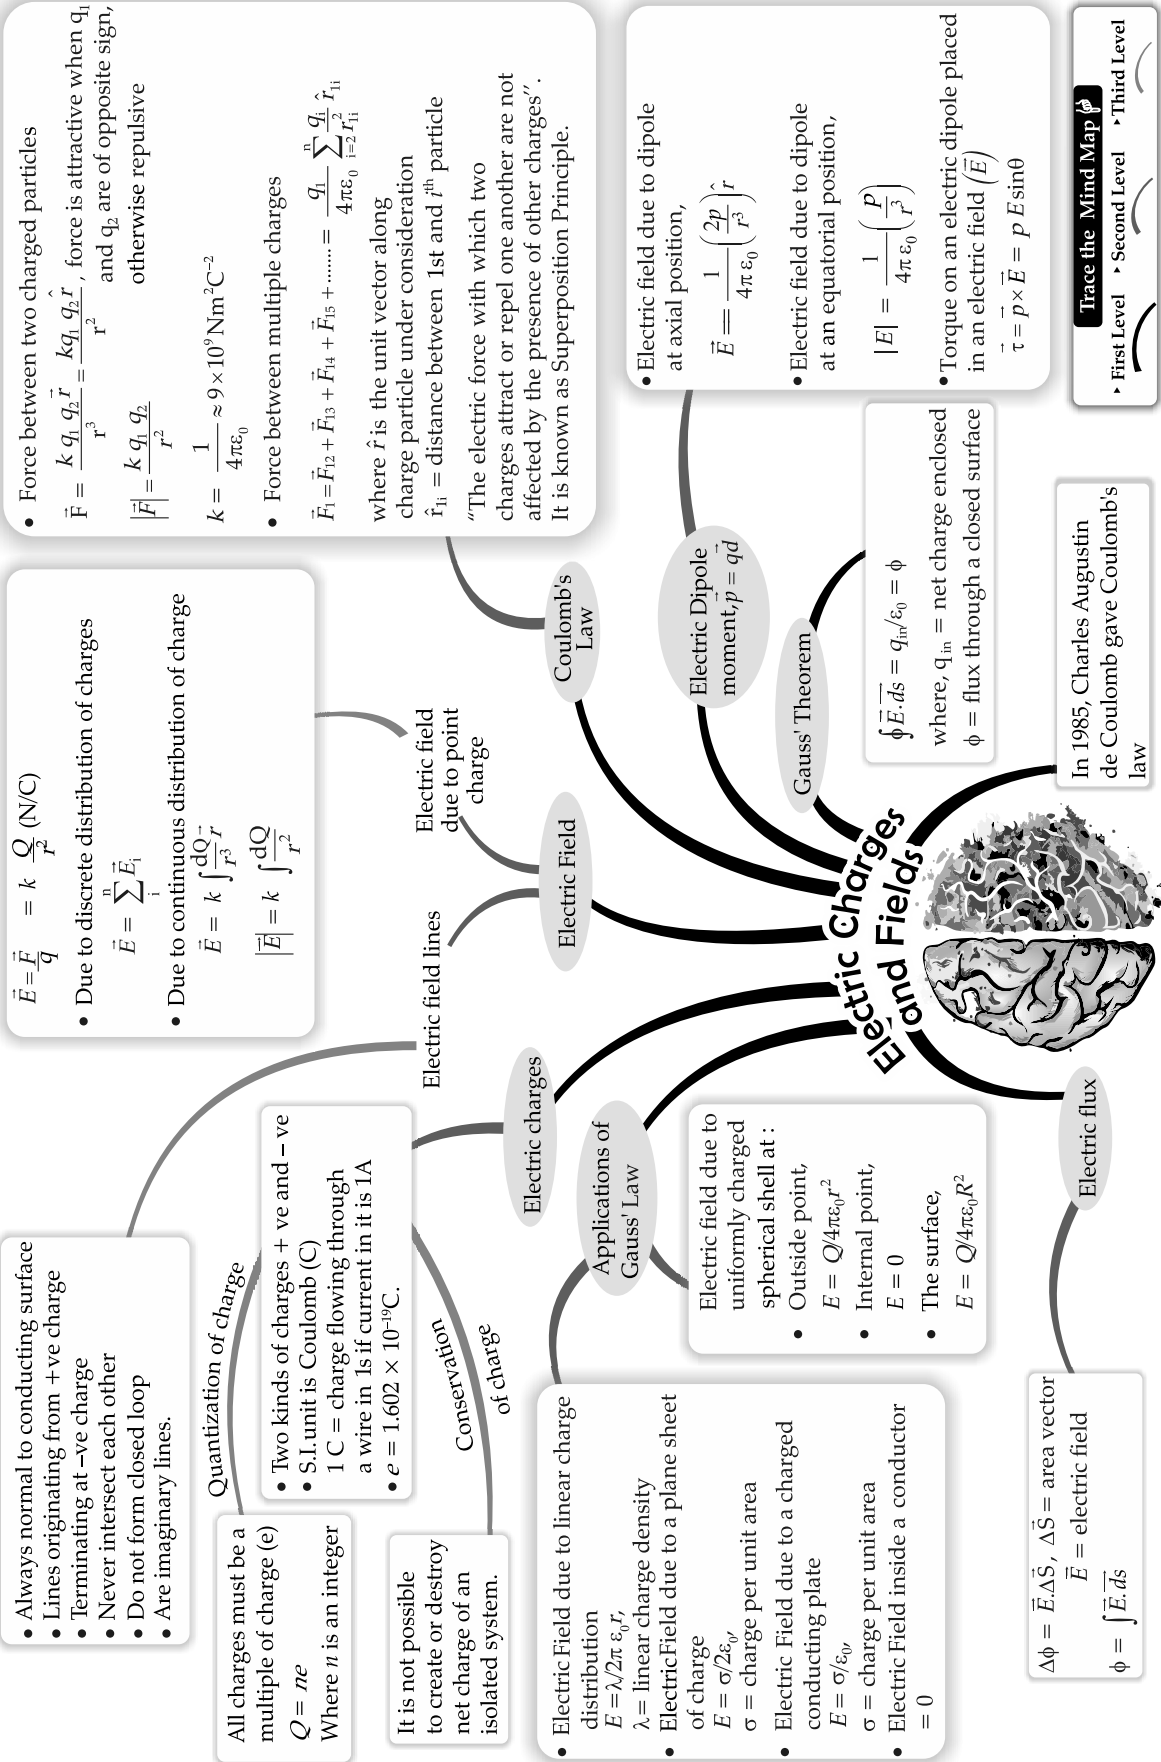 Electric Charges
and Fields
Coulomb's
Law
• Force between two charged particles
F⃗ = k q₁ q₂ r⃗ / r³ = kq₁ q₂ r̂ / r² , force is attractive when q₁
and q₂ are of opposite sign,
otherwise repulsive
|F⃗| = k q₁ q₂ / r²
k = 1/4πε₀ ≈ 9×10⁹ Nm²C⁻²
• Force between multiple charges
F⃗₁ = F⃗₁₂ + F⃗₁₃ + F⃗₁₄ + F⃗₁₅ + ....... = q₁/4πε₀ Σⁿᵢ₌₂ qᵢ/r²₁ᵢ r̂₁ᵢ
where r̂ is the unit vector along
charge particle under consideration
r̂₁ᵢ = distance between 1st and iᵗʰ particle
“The electric force with which two
charges attract or repel one another are not
affected by the presence of other charges”.
It is known as Superposition Principle.
Electric Dipole
moment, p⃗ = qd⃗
• Electric field due to dipole
at axial position,
E⃗ == 1/4π ε₀ (2p/r³) r̂
• Electric field due to dipole
at an equatorial position,
|E| = 1/4π ε₀ (p/r³)
• Torque on an electric dipole placed
in an electric field (E⃗)
τ⃗ = p⃗ × E⃗ = p E sinθ
Gauss' Theorem
∮E⃗.ds⃗ = qᵢₙ/ε₀ = ϕ
where, q in = net charge enclosed
ϕ = flux through a closed surface
In 1985, Charles Augustin
de Coulomb gave Coulomb's
law
Trace the Mind Map
▸ First Level ▸ Second Level ▸ Third Level
Electric Field
Electric field
due to point
charge
E⃗ = F⃗/q = k Q/r² (N/C)
• Due to discrete distribution of charges
E⃗ = Σⁿᵢ E⃗ᵢ
• Due to continuous distribution of charge
E⃗ = k ∫ dQ/r³ r⃗
|E⃗| = k ∫ dQ/r²
Electric field lines
• Always normal to conducting surface
• Lines originating from +ve charge
• Terminating at –ve charge
• Never intersect each other
• Do not form closed loop
• Are imaginary lines.
Electric charges
• Two kinds of charges + ve and – ve
• S.I.unit is Coulomb (C)
1 C = charge flowing through
a wire in 1s if current in it is 1A
• e = 1.602 × 10⁻¹⁹C.
Quantization of charge
All charges must be a
multiple of charge (e)
Q = ne
Where n is an integer
Conservation
of charge
It is not possible
to create or destroy
net charge of an
isolated system.
Applications of
Gauss' Law
• Electric Field due to linear charge
distribution
E = λ/2π ε₀r,
λ = linear charge density
• ElectricField due to a plane sheet
of charge
E = σ/2ε₀,
σ = charge per unit area
• Electric Field due to a charged
conducting plate
E = σ/ε₀,
σ = charge per unit area
• Electric Field inside a conductor
= 0
Electric field due to
uniformly charged
spherical shell at :
• Outside point,
E = Q/4πε₀r²
• Internal point,
E = 0
• The surface,
E = Q/4πε₀R²
Electric flux
Δϕ = E⃗.ΔS⃗, ΔS⃗ = area vector
E⃗ = electric field
ϕ = ∫E⃗.ds⃗